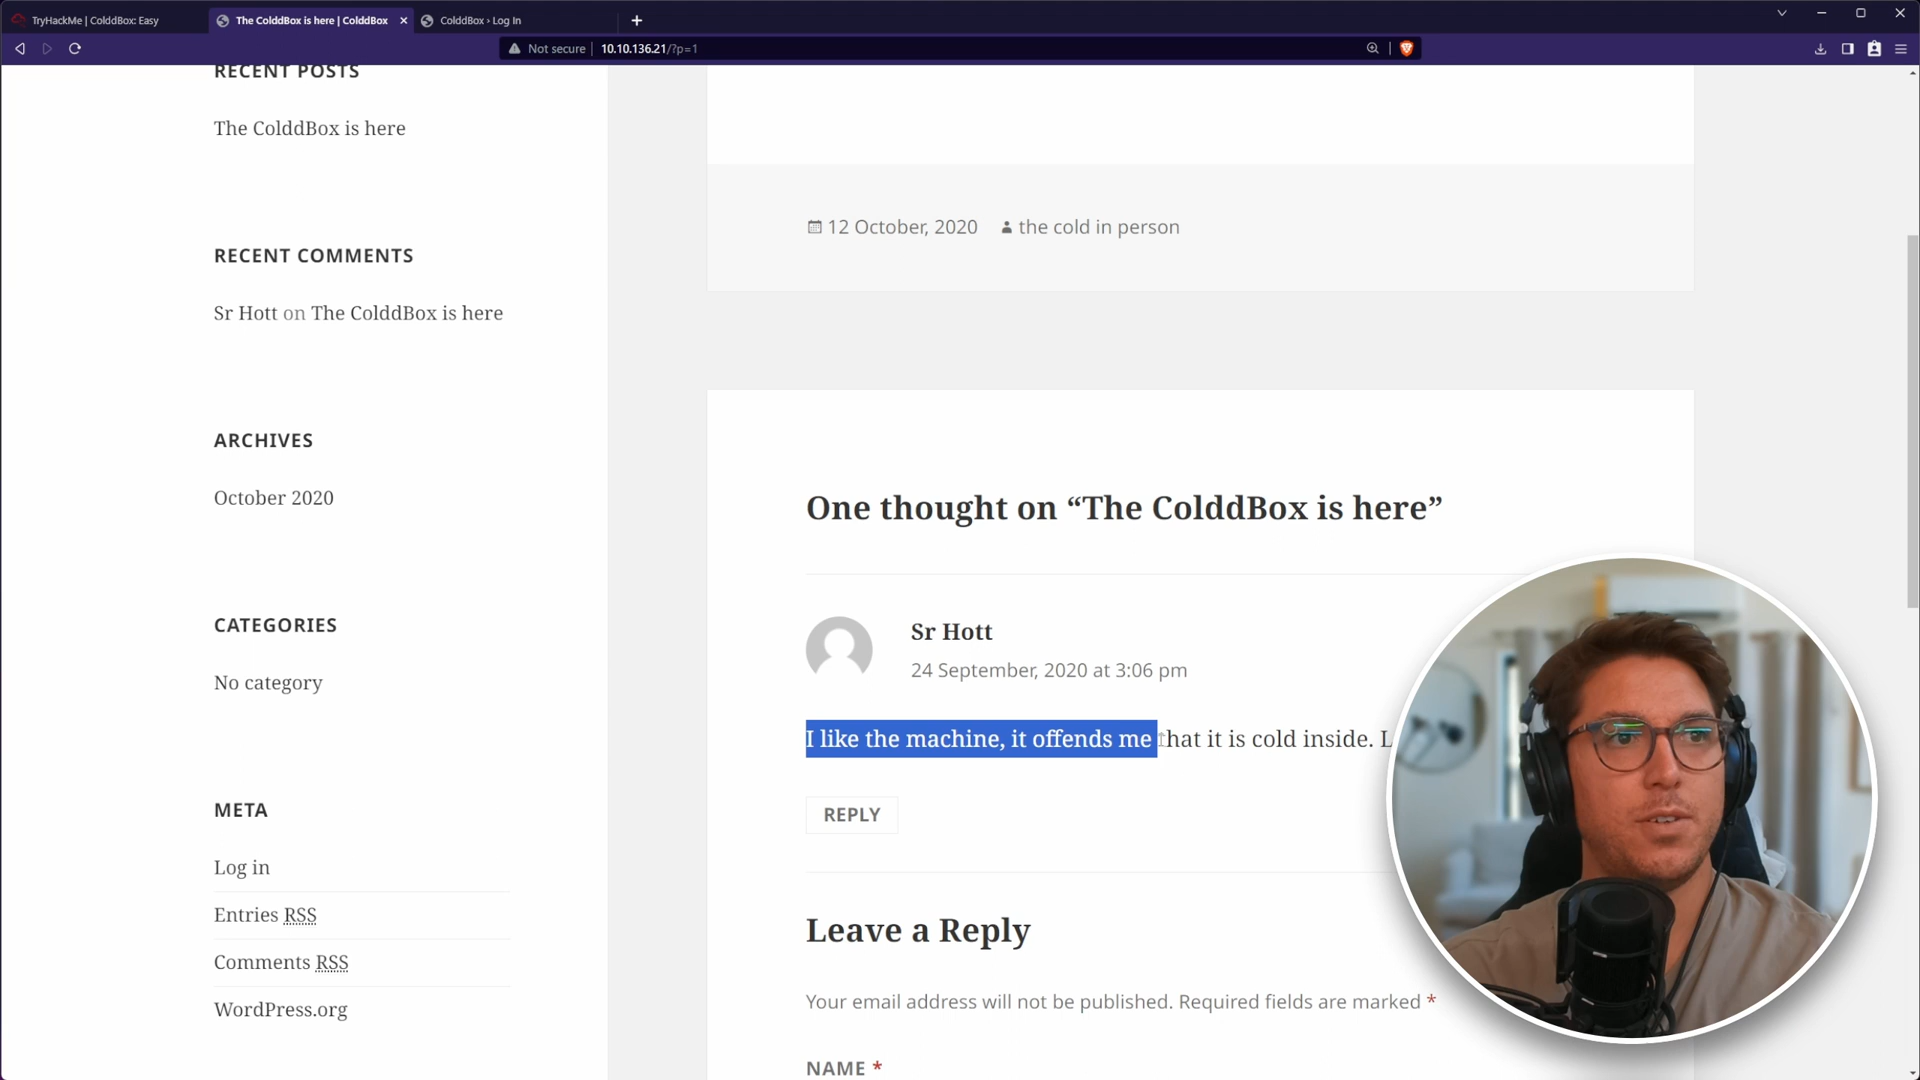 TryHackMe | ColddBox: Easy
The ColddBox is here | ColddBox
ColddBox › Log In
Not secure
10.10.136.21/?p=1
RECENT POSTS
The ColddBox is here
RECENT COMMENTS
Sr Hott on The ColddBox is here
ARCHIVES
October 2020
CATEGORIES
No category
META
Log in
Entries RSS
Comments RSS
WordPress.org
12 October, 2020
the cold in person
One thought on “The ColddBox is here”
Sr Hott
24 September, 2020 at 3:06 pm
I like the machine, it offends me that it is cold inside. L
REPLY
Leave a Reply
Your email address will not be published. Required fields are marked *
NAME *